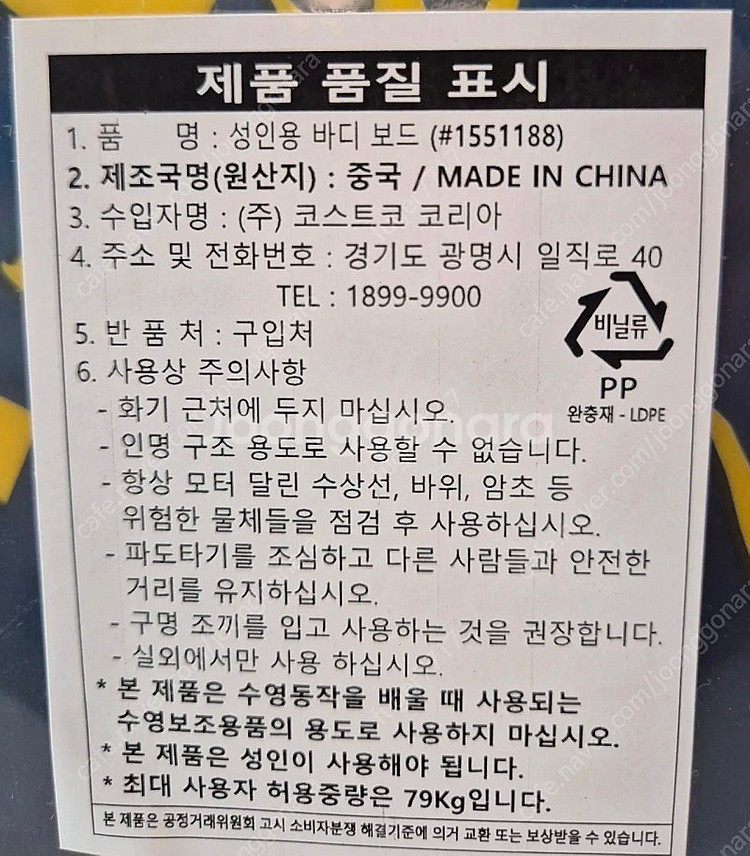 제품 품질 표시
1. 품 명 : 성인용 바디 보드 (#1551188)
2. 제조국명(원산지) : 중국 / MADE IN CHINA
3. 수입자명 : (주) 코스트코 코리아
4. 주소 및 전화번호 : 경기도 광명시 일직로 40
TEL : 1899-9900
5. 반 품 처 : 구입처
비닐류
PP
완충재 - LDPE
6. 사용상 주의사항
- 화기 근처에 두지 마십시오.
- 인명 구조 용도로 사용할 수 없습니다.
- 항상 모터 달린 수상선, 바위, 암초 등
위험한 물체들을 점검 후 사용하십시오.
- 파도타기를 조심하고 다른 사람들과 안전한
거리를 유지하십시오.
- 구명 조끼를 입고 사용하는 것을 권장합니다.
- 실외에서만 사용 하십시오.
* 본 제품은 수영동작을 배울 때 사용되는
수영보조용품의 용도로 사용하지 마십시오.
* 본 제품은 성인이 사용해야 됩니다.
* 최대 사용자 허용중량은 79Kg입니다.
본 제품은 공정거래위원회 고시 소비자분쟁 해결기준에 의거 교환 또는 보상받을 수 있습니다.
joonggonara
cafe.naver.com/joonggonara